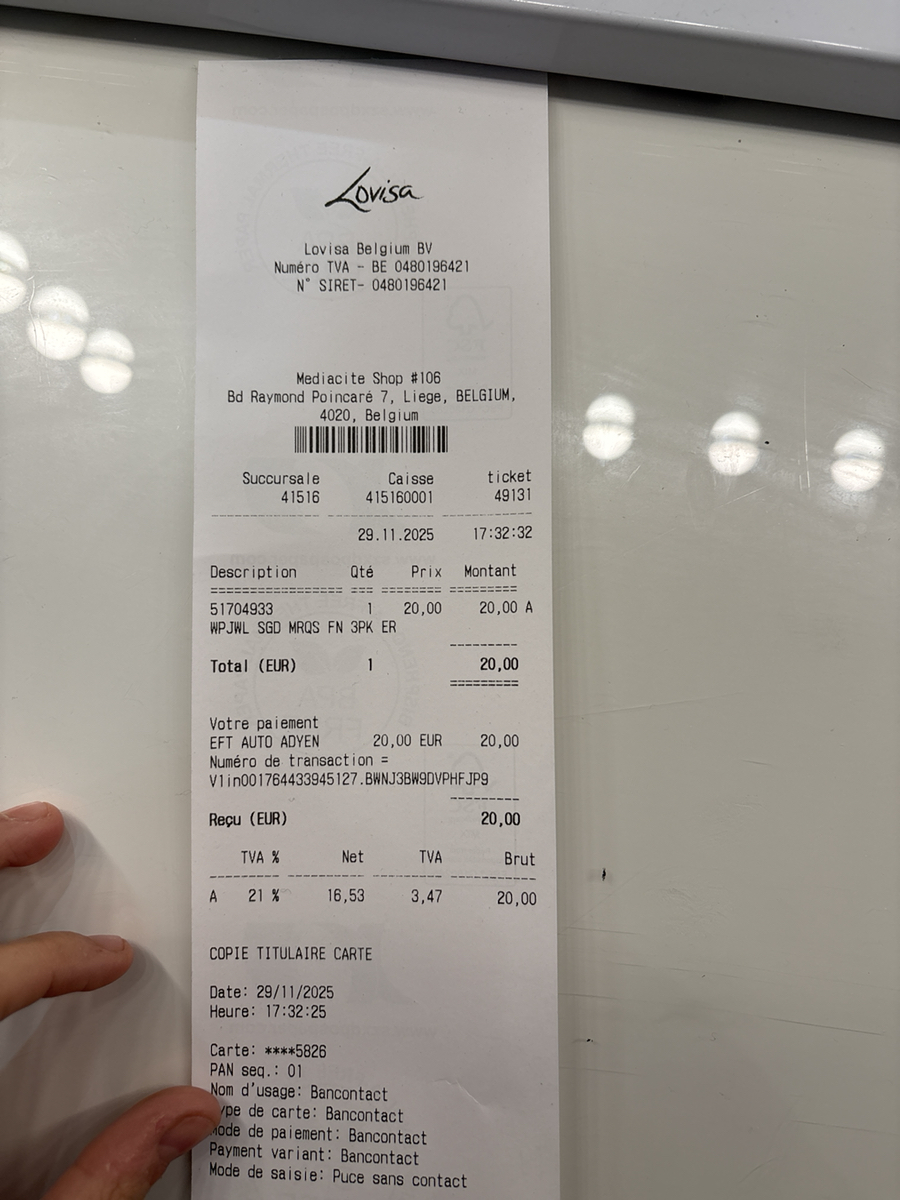 Lovisa
Lovisa Belgium BV
Numéro TVA - BE 0480196421
N° SIRET- 0480196421
Mediacite Shop #106
Bd Raymond Poincaré 7, Liege, BELGIUM,
4020, Belgium
Succursale Caisse ticket
41516 415160001 49131
29.11.2025 17:32:32
Description Qté Prix Montant
51704933 1 20,00 20,00 A
WPJWL SGD MRQS FN 3PK ER
Total (EUR) 1 20,00
Votre paiement
EFT AUTO ADYEN 20,00 EUR 20,00
Numéro de transaction =
V1in001764433945127.BWNJ3BW9DVPHFJP9
Reçu (EUR) 20,00
TVA % Net TVA Brut
A 21 % 16,53 3,47 20,00
COPIE TITULAIRE CARTE
Date: 29/11/2025
Heure: 17:32:25
Carte: ****5826
PAN seq.: 01
Nom d'usage: Bancontact
ype de carte: Bancontact
ode de paiement: Bancontact
Payment variant: Bancontact
Mode de saisie: Puce sans contact